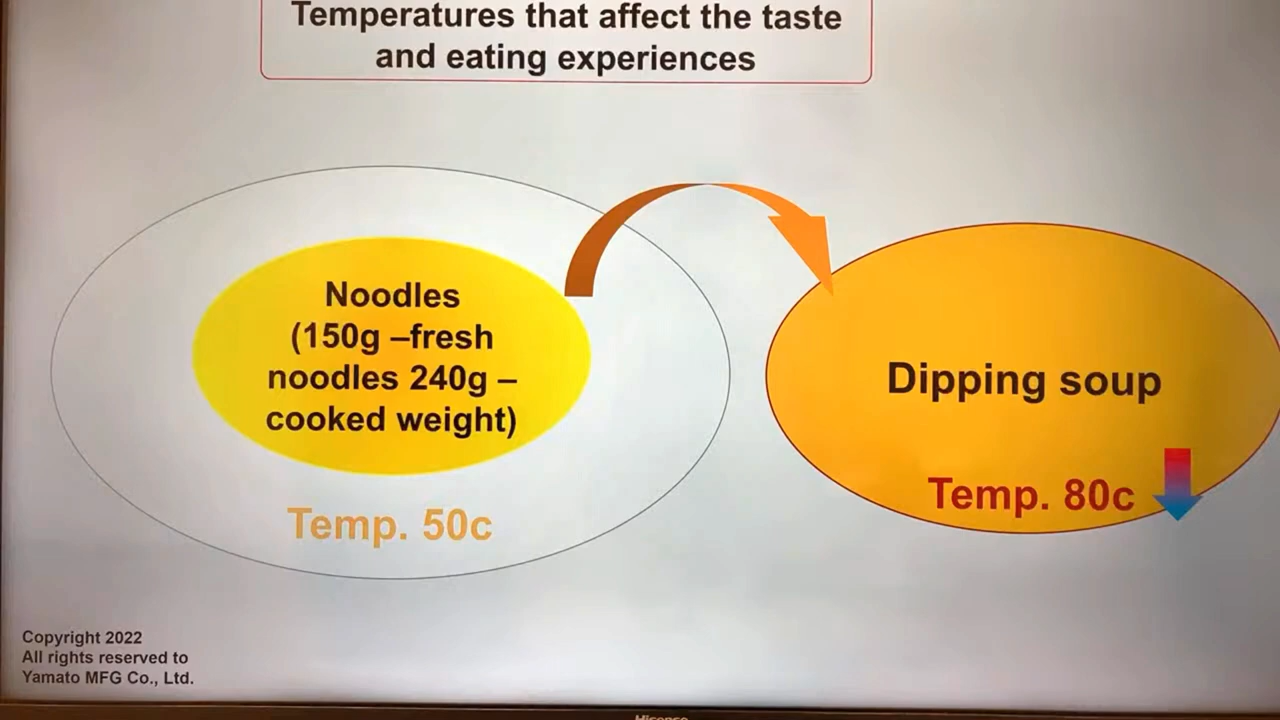 Temperatures that affect the taste
and eating experiences
Noodles
(150g –fresh
noodles 240g –
cooked weight)
Temp. 50c
Dipping soup
Temp. 80c
Copyright 2022
All rights reserved to
Yamato MFG Co., Ltd.
Hisense